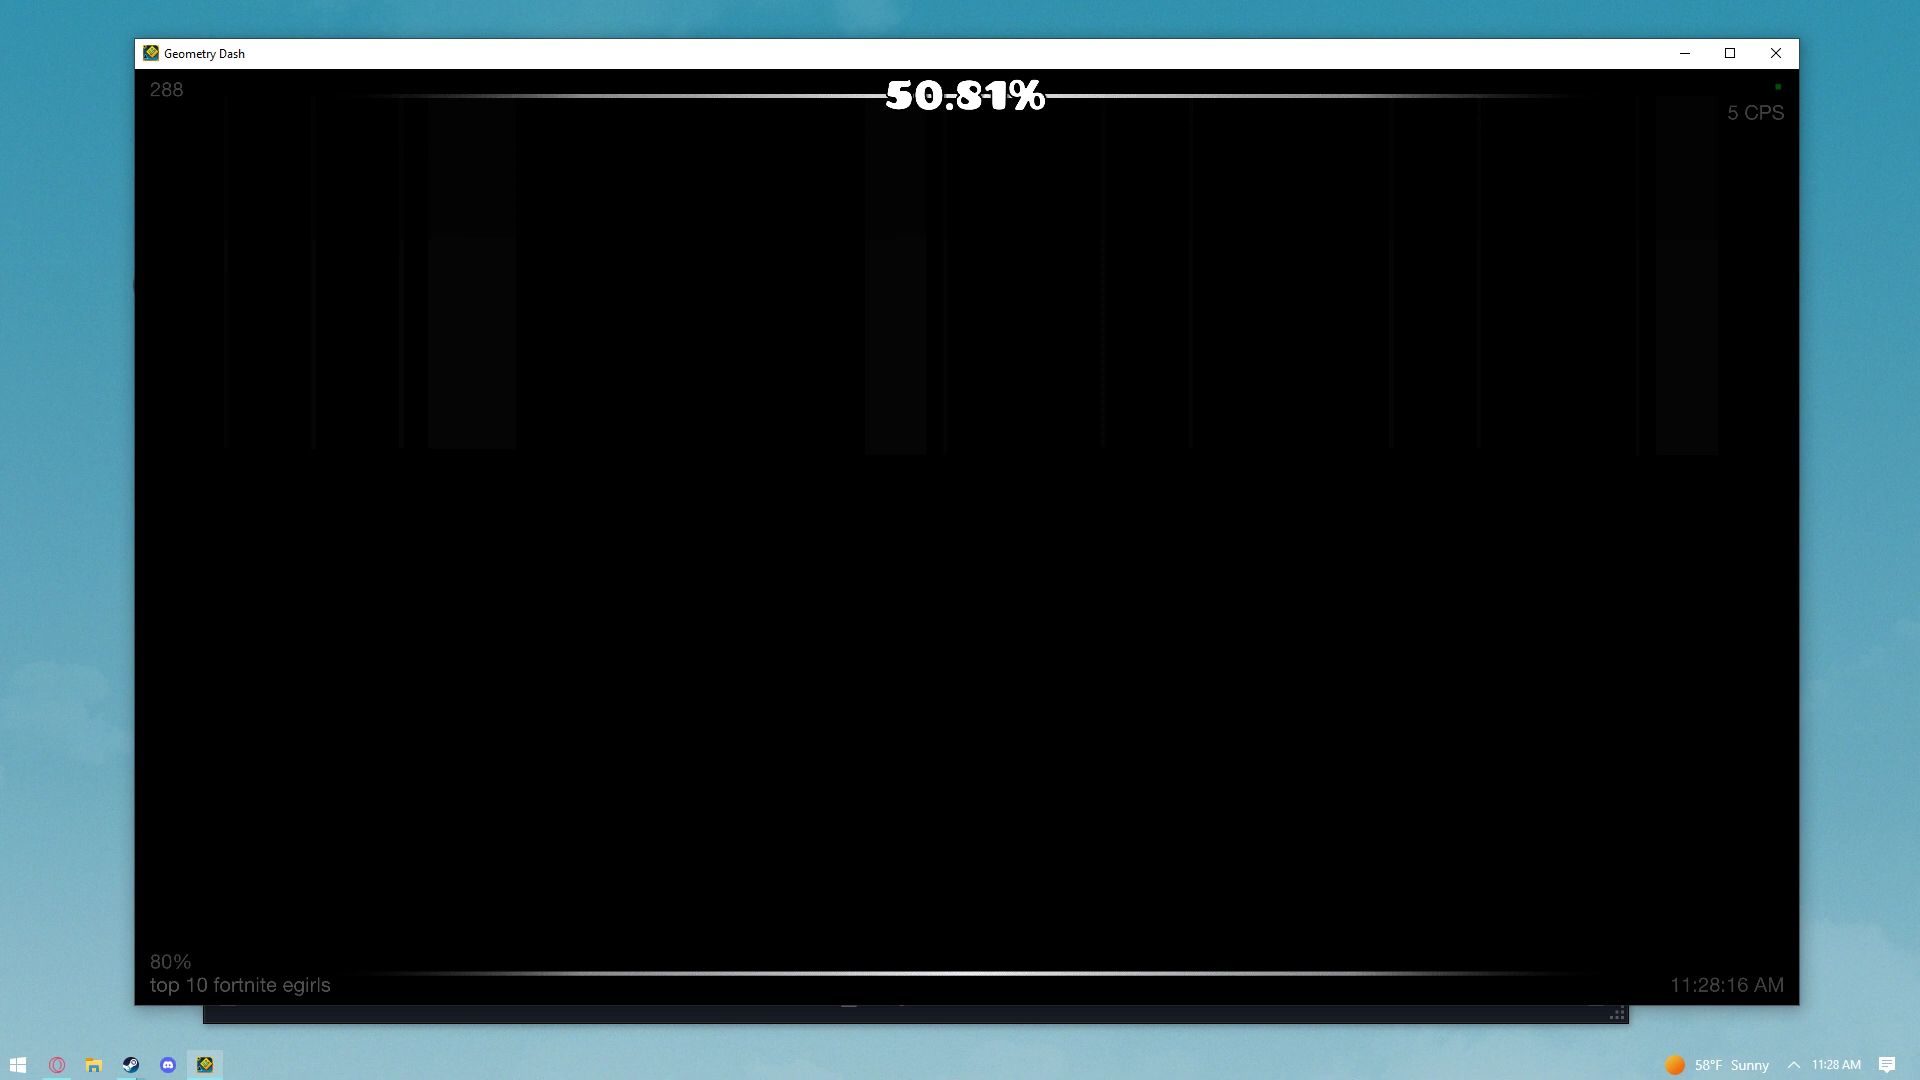 Geometry Dash
288
50.81%
5 CPS
80%
top 10 fortnite egirls
11:28:16 AM
58°F Sunny
11:28 AM